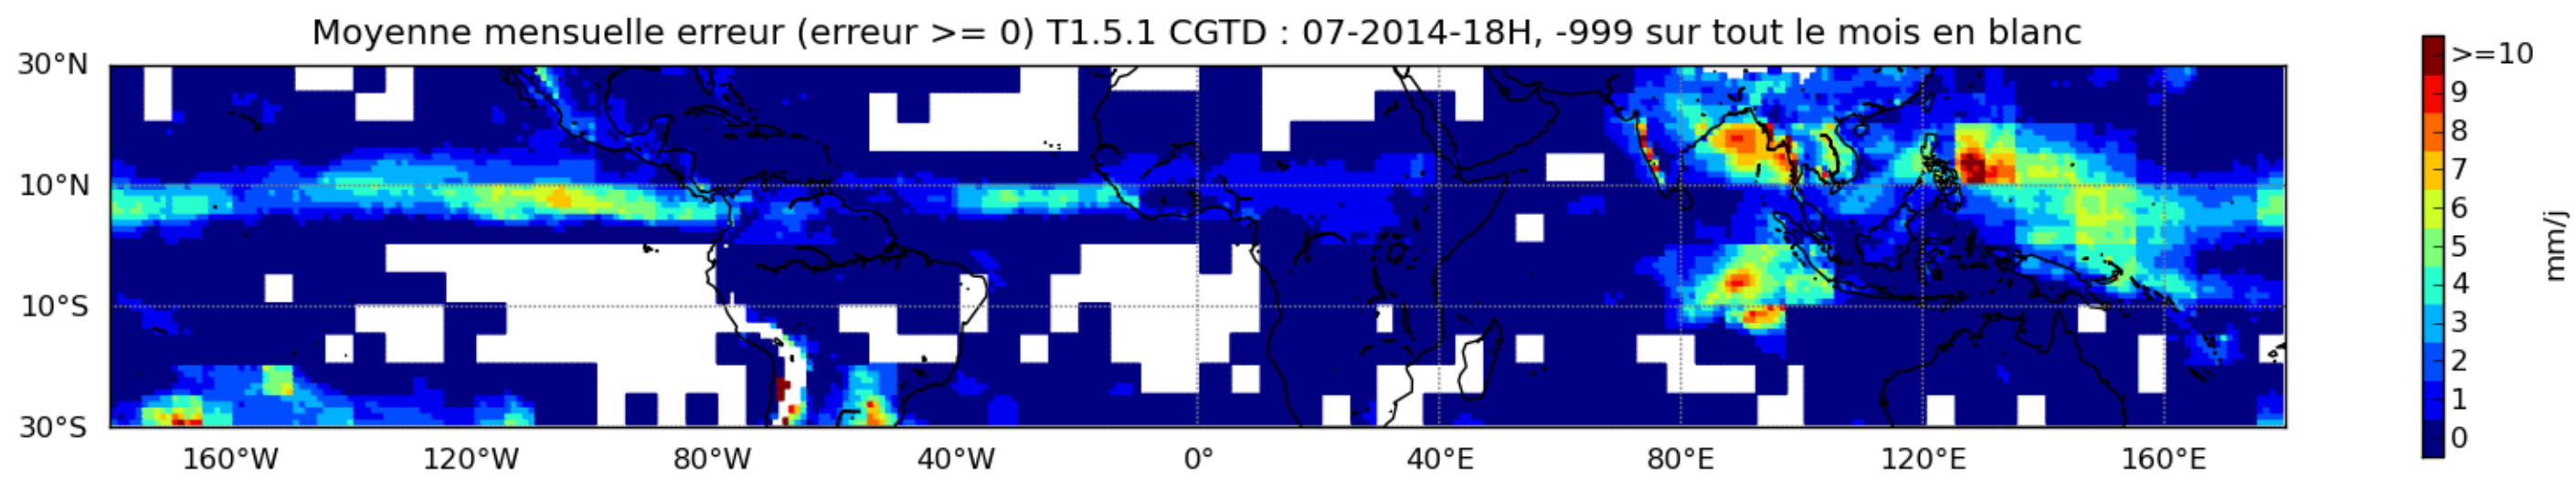 Moyenne mensuelle erreur (erreur >= 0) T1.5.1 CGTD : 07-2014-18H, -999 sur tout le mois en blanc
30°N
10°N
10°S
30°S
160°W 120°W 80°W 40°W 0° 40°E 80°E 120°E 160°E
>=10
9
8
7
6
5
4
3
2
1
0
mm/j